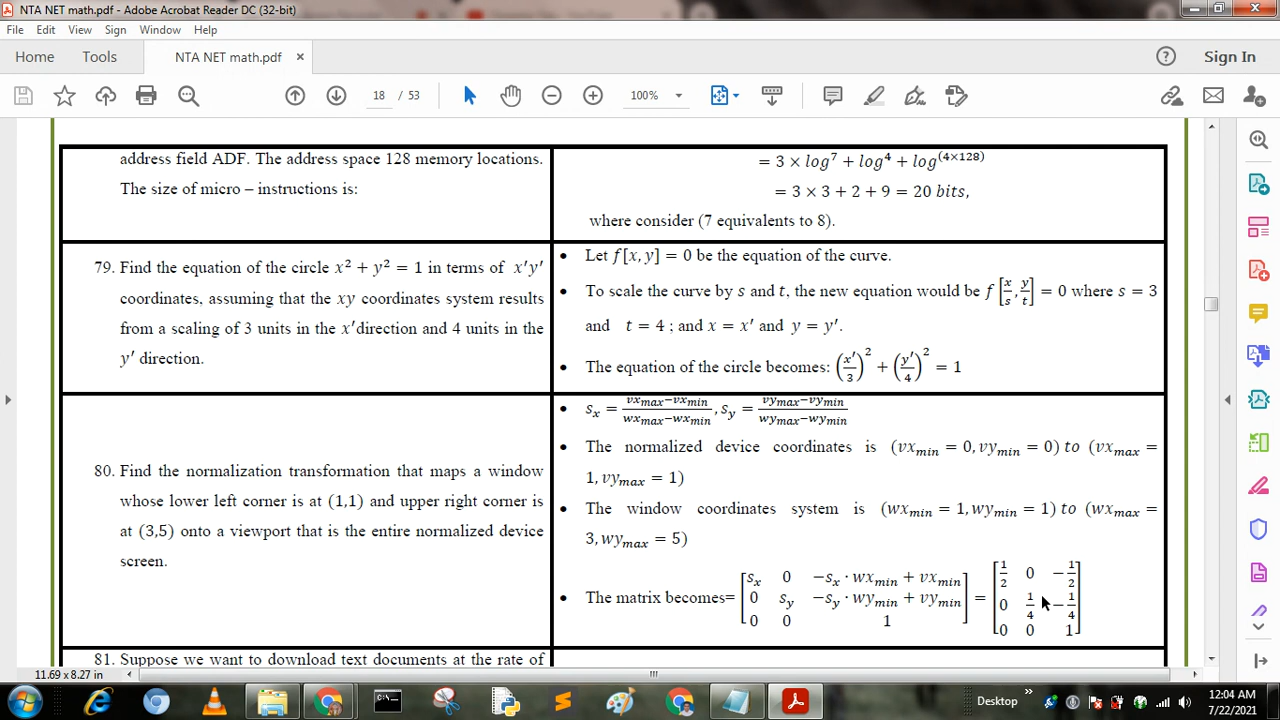 NTA NET math.pdf - Adobe Acrobat Reader DC (32-bit)
File Edit View Sign Window Help
Home Tools NTA NET math.pdf × Sign In
18 / 53 100%
address field ADF. The address space 128 memory locations.
The size of micro – instructions is:
= 3 × log⁷ + log⁴ + log⁽⁴ˣ¹²⁸⁾
= 3 × 3 + 2 + 9 = 20 bits,
where consider (7 equivalents to 8).
79. Find the equation of the circle x² + y² = 1 in terms of x′y′
coordinates, assuming that the xy coordinates system results
from a scaling of 3 units in the x′direction and 4 units in the
y′ direction.
• Let f[x, y] = 0 be the equation of the curve.
• To scale the curve by s and t, the new equation would be f [x/s, y/t] = 0 where s = 3
and t = 4 ; and x = x′ and y = y′.
• The equation of the circle becomes: (x′/3)² + (y′/4)² = 1
80. Find the normalization transformation that maps a window
whose lower left corner is at (1,1) and upper right corner is
at (3,5) onto a viewport that is the entire normalized device
screen.
• s_x = (vx_max−vx_min)/(wx_max−wx_min), s_y = (vy_max−vy_min)/(wy_max−wy_min)
• The normalized device coordinates is (vx_min = 0, vy_min = 0) to (vx_max =
1, vy_max = 1)
• The window coordinates system is (wx_min = 1, wy_min = 1) to (wx_max =
3, wy_max = 5)
• The matrix becomes= [s_x 0 −s_x · wx_min + vx_min; 0 s_y −s_y · wy_min + vy_min; 0 0 1] = [1/2 0 −1/2; 0 1/4 −1/4; 0 0 1]
81. Suppose we want to download text documents at the rate of
11.69 x 8.27 in
Desktop » 12:04 AM
7/22/2021